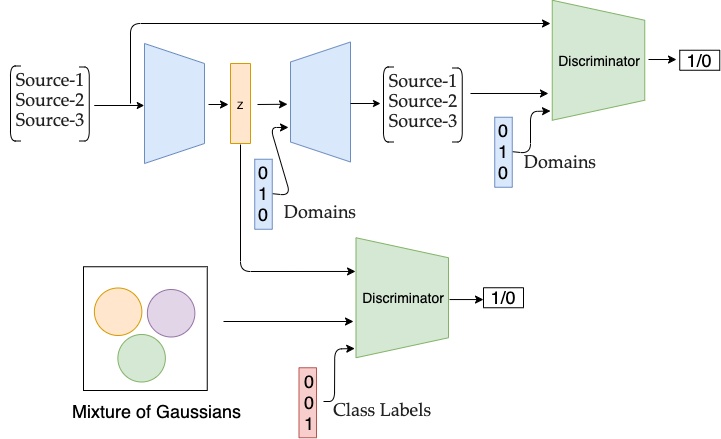 Source-1
Source-2
Source-3
z
0
1
0
Domains
Source-1
Source-2
Source-3
0
1
0
Domains
Discriminator
1/0
Discriminator
1/0
Mixture of Gaussians
0
0
1
Class Labels